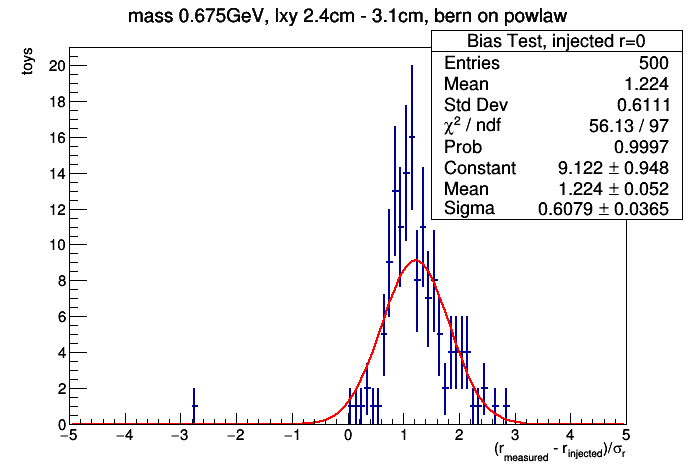 mass 0.675GeV, lxy 2.4cm - 3.1cm, bern on powlaw
Bias Test, injected r=0
Entries 500
Mean 1.224
Std Dev 0.6111
χ² / ndf 56.13 / 97
Prob 0.9997
Constant 9.122 ± 0.948
Mean 1.224 ± 0.052
Sigma 0.6079 ± 0.0365
toys
20
18
16
14
12
10
8
6
4
2
0
−5 −4 −3 −2 −1 0 1 2 3 4 5
(r_measured - r_injected)/σ_r